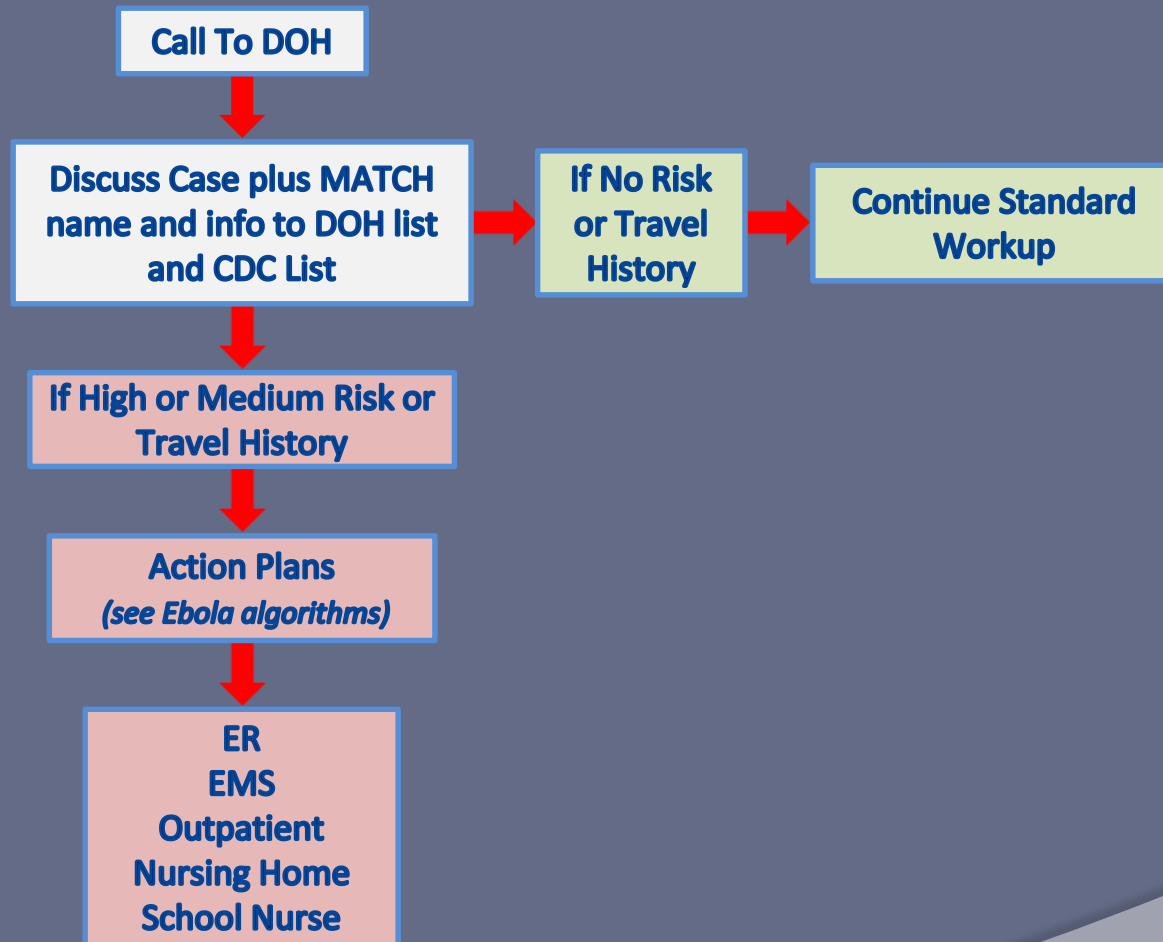 Call To DOH
Discuss Case plus MATCH
name and info to DOH list
and CDC List
If No Risk
or Travel
History
Continue Standard
Workup
If High or Medium Risk or
Travel History
Action Plans
(see Ebola algorithms)
ER
EMS
Outpatient
Nursing Home
School Nurse